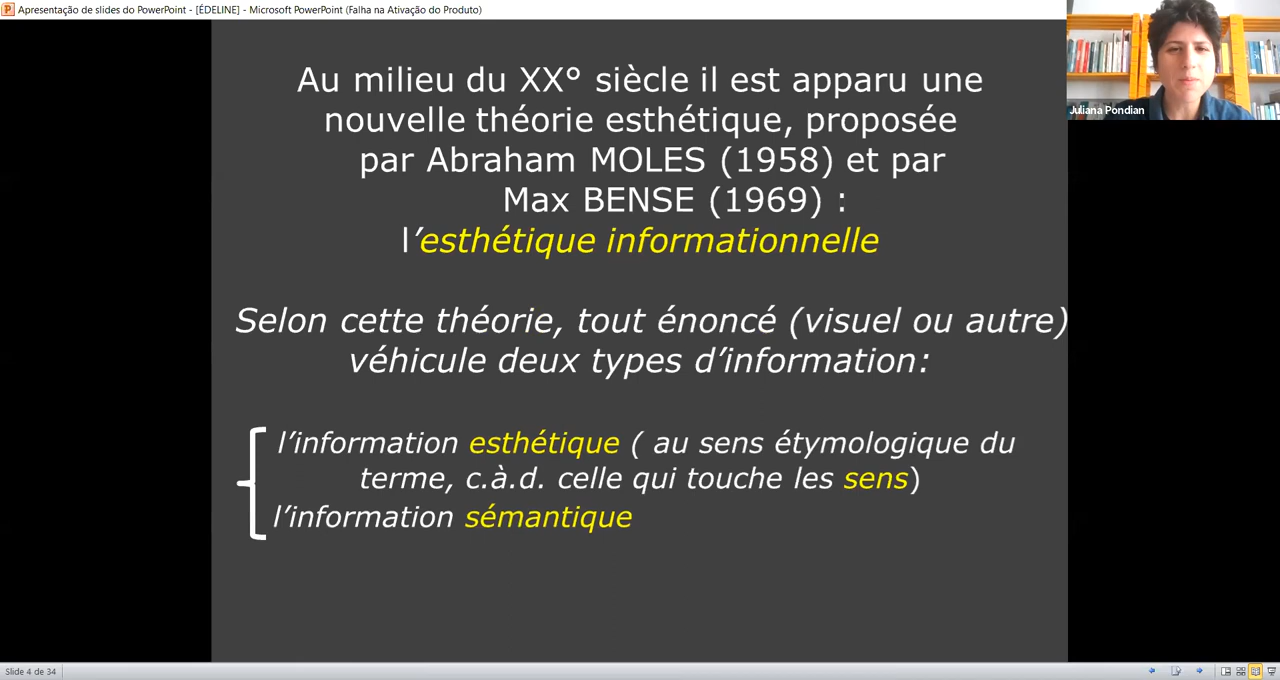 Apresentação de slides do PowerPoint - [ÉDELINE] - Microsoft PowerPoint (Falha na Ativação do Produto)
Juliana Pondian
Au milieu du XX° siècle il est apparu une
nouvelle théorie esthétique, proposée
par Abraham MOLES (1958) et par
Max BENSE (1969) :
l’esthétique informationnelle
Selon cette théorie, tout énoncé (visuel ou autre)
véhicule deux types d’information:
l’information esthétique ( au sens étymologique du
terme, c.à.d. celle qui touche les sens)
l’information sémantique
Slide 4 de 34